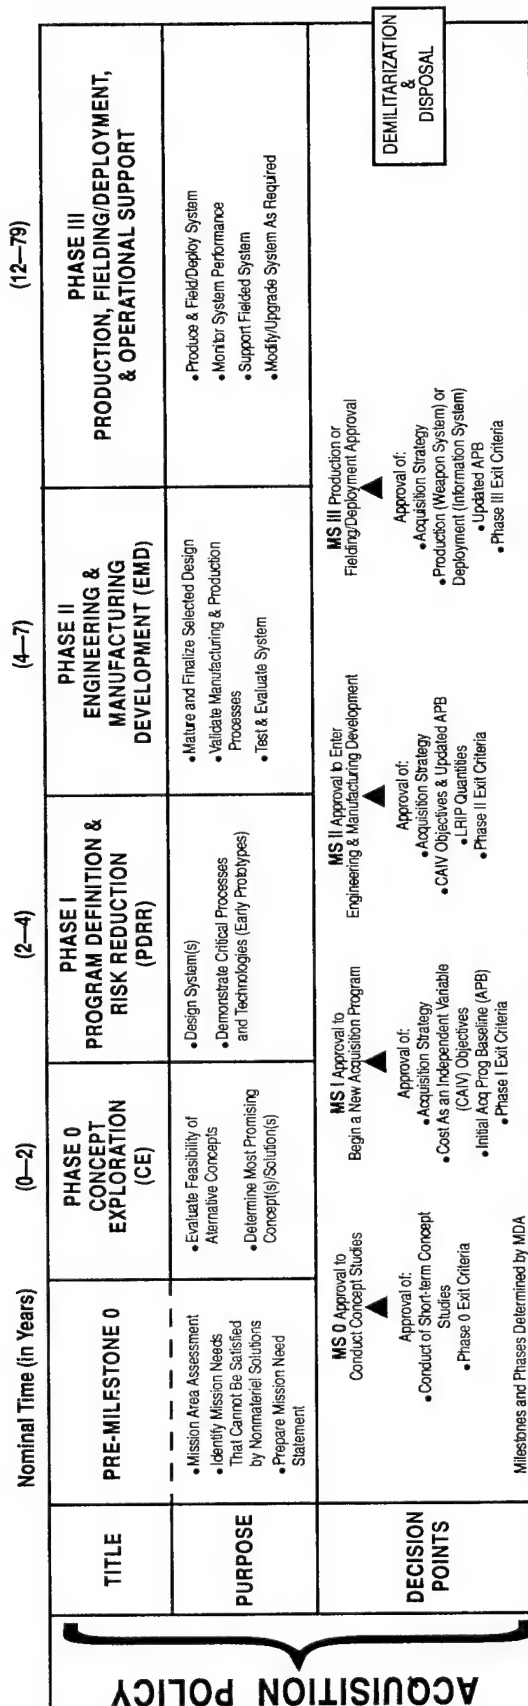 ACQUISITION POLICY
Nominal Time (in Years)
(0—2)
(2—4)
(4—7)
(12—79)
TITLE
PRE-MILESTONE 0
PHASE 0
CONCEPT
EXPLORATION
(CE)
PHASE I
PROGRAM DEFINITION &
RISK REDUCTION
(PDRR)
PHASE II
ENGINEERING &
MANUFACTURING
DEVELOPMENT (EMD)
PHASE III
PRODUCTION, FIELDING/DEPLOYMENT,
& OPERATIONAL SUPPORT
PURPOSE
• Mission Area Assessment
• Identify Mission Needs
That Cannot Be Satisfied
by Nonmateriel Solutions
• Prepare Mission Need
Statement
• Evaluate Feasibility of
Aternative Concepts
• Determine Most Promising
Concept(s)/Solution(s)
• Design System(s)
• Demonstrate Critical Processes
and Technologies (Early Prototypes)
• Mature and Finalize Selected Design
• Validate Manufacturing & Production
Processes
• Test & Evaluate System
• Produce & Field/Deploy System
• Monitor System Performance
• Support Fielded System
• Modify/Upgrade System As Required
DECISION
POINTS
MS 0 Approval to
Conduct Concept Studies
Approval of:
• Conduct of Short-term Concept
Studies
• Phase 0 Exit Criteria
MS I Approval to
Begin a New Acquisition Program
Approval of:
• Acquisition Strategy
• Cost As an Independent Variable
(CAIV) Objectives
• Initial Acq Prog Baseline (APB)
• Phase I Exit Criteria
MS II Approval to Enter
Engineering & Manufacturing Development
Approval of:
• Acquisition Strategy
• CAIV Objectives & Updated APB
• LRIP Quantities
• Phase II Exit Criteria
MS III Production or
Fielding/Deployment Approval
Approval of:
• Acquisition Strategy
• Production (Weapon System) or
Deployment (Information System)
• Updated APB
• Phase III Exit Criteria
DEMILITARIZATION
&
DISPOSAL
Milestones and Phases Determined by MDA